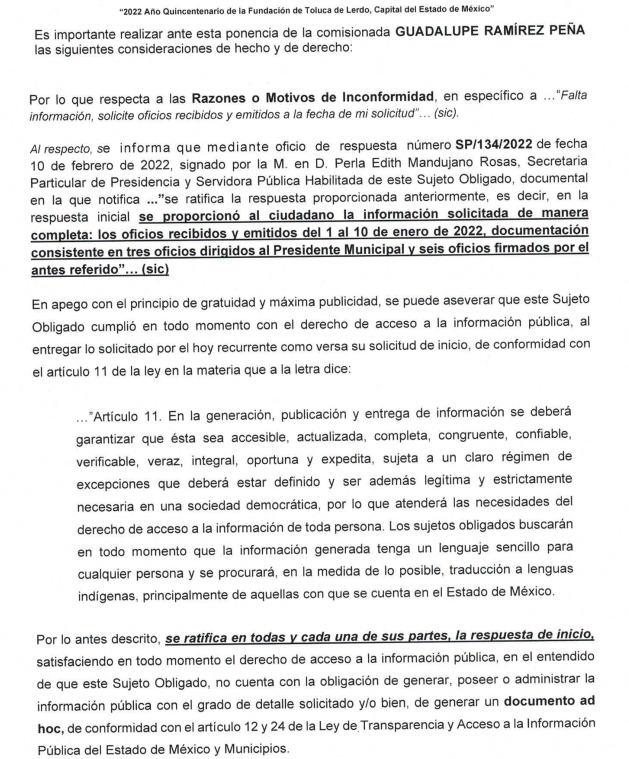 "2022 Año Quincentenario de la Fundación de Toluca de Lerdo, Capital del Estado de México"
Es importante realizar ante esta ponencia de la comisionada GUADALUPE RAMÍREZ PEÑA
las siguientes consideraciones de hecho y de derecho:
Por lo que respecta a las Razones o Motivos de Inconformidad, en específico a …"Falta
información, solicite oficios recibidos y emitidos a la fecha de mi solicitud"… (sic).
Al respecto, se informa que mediante oficio de respuesta número SP/134/2022 de fecha
10 de febrero de 2022, signado por la M. en D. Perla Edith Mandujano Rosas, Secretaria
Particular de Presidencia y Servidora Pública Habilitada de este Sujeto Obligado, documental
en la que notifica ..."se ratifica la respuesta proporcionada anteriormente, es decir, en la
respuesta inicial se proporcionó al ciudadano la información solicitada de manera
completa: los oficios recibidos y emitidos del 1 al 10 de enero de 2022, documentación
consistente en tres oficios dirigidos al Presidente Municipal y seis oficios firmados por el
antes referido"… (sic)
En apego con el principio de gratuidad y máxima publicidad, se puede aseverar que este Sujeto
Obligado cumplió en todo momento con el derecho de acceso a la información pública, al
entregar lo solicitado por el hoy recurrente como versa su solicitud de inicio, de conformidad con
el artículo 11 de la ley en la materia que a la letra dice:
…"Artículo 11. En la generación, publicación y entrega de información se deberá
garantizar que ésta sea accesible, actualizada, completa, congruente, confiable,
verificable, veraz, integral, oportuna y expedita, sujeta a un claro régimen de
excepciones que deberá estar definido y ser además legítima y estrictamente
necesaria en una sociedad democrática, por lo que atenderá las necesidades del
derecho de acceso a la información de toda persona. Los sujetos obligados buscarán
en todo momento que la información generada tenga un lenguaje sencillo para
cualquier persona y se procurará, en la medida de lo posible, traducción a lenguas
indígenas, principalmente de aquellas con que se cuenta en el Estado de México.
Por lo antes descrito, se ratifica en todas y cada una de sus partes, la respuesta de inicio,
satisfaciendo en todo momento el derecho de acceso a la información pública, en el entendido
de que este Sujeto Obligado, no cuenta con la obligación de generar, poseer o administrar la
información pública con el grado de detalle solicitado y/o bien, de generar un documento ad
hoc, de conformidad con el artículo 12 y 24 de la Ley de Transparencia y Acceso a la Información
Pública del Estado de México y Municipios.